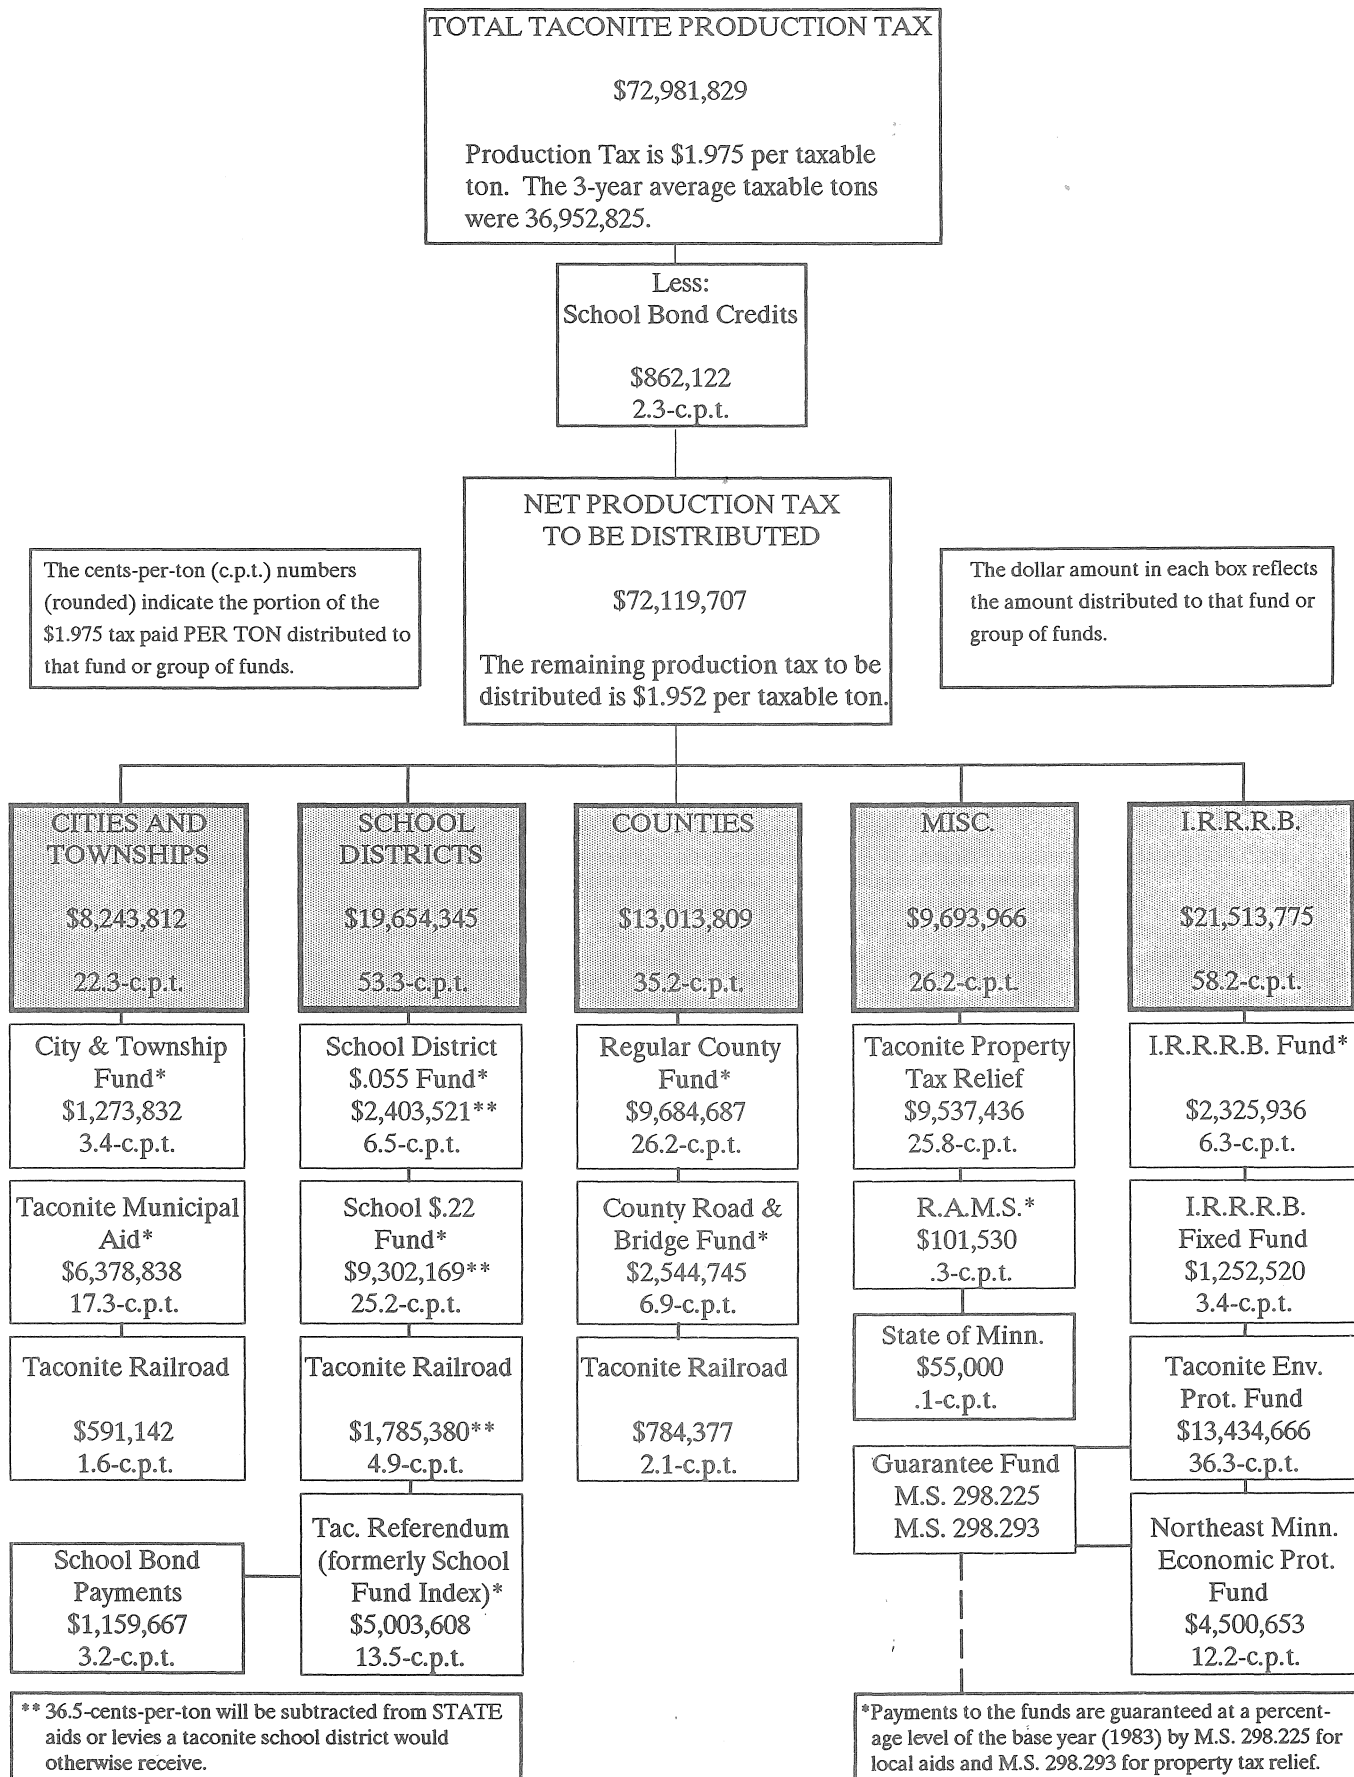 TOTAL TACONITE PRODUCTION TAX
$72,981,829
Production Tax is $1.975 per taxable
ton. The 3-year average taxable tons
were 36,952,825.
Less:
School Bond Credits
$862,122
2.3-c.p.t.
NET PRODUCTION TAX
TO BE DISTRIBUTED
$72,119,707
The remaining production tax to be
distributed is $1.952 per taxable ton.
The cents-per-ton (c.p.t.) numbers
(rounded) indicate the portion of the
$1.975 tax paid PER TON distributed to
that fund or group of funds.
The dollar amount in each box reflects
the amount distributed to that fund or
group of funds.
CITIES AND
TOWNSHIPS
$8,243,812
22.3-c.p.t.
City & Township
Fund*
$1,273,832
3.4-c.p.t.
Taconite Municipal
Aid*
$6,378,838
17.3-c.p.t.
Taconite Railroad
$591,142
1.6-c.p.t.
SCHOOL
DISTRICTS
$19,654,345
53.3-c.p.t.
School District
$.055 Fund*
$2,403,521**
6.5-c.p.t.
School $.22
Fund*
$9,302,169**
25.2-c.p.t.
Taconite Railroad
$1,785,380**
4.9-c.p.t.
Tac. Referendum
(formerly School
Fund Index)*
$5,003,608
13.5-c.p.t.
School Bond
Payments
$1,159,667
3.2-c.p.t.
COUNTIES
$13,013,809
35.2-c.p.t.
Regular County
Fund*
$9,684,687
26.2-c.p.t.
County Road &
Bridge Fund*
$2,544,745
6.9-c.p.t.
Taconite Railroad
$784,377
2.1-c.p.t.
MISC.
$9,693,966
26.2-c.p.t.
Taconite Property
Tax Relief
$9,537,436
25.8-c.p.t.
R.A.M.S.*
$101,530
.3-c.p.t.
State of Minn.
$55,000
.1-c.p.t.
Guarantee Fund
M.S. 298.225
M.S. 298.293
I.R.R.R.B.
$21,513,775
58.2-c.p.t.
I.R.R.R.B. Fund*
$2,325,936
6.3-c.p.t.
I.R.R.R.B.
Fixed Fund
$1,252,520
3.4-c.p.t.
Taconite Env.
Prot. Fund
$13,434,666
36.3-c.p.t.
Northeast Minn.
Economic Prot.
Fund
$4,500,653
12.2-c.p.t.
** 36.5-cents-per-ton will be subtracted from STATE
aids or levies a taconite school district would
otherwise receive.
*Payments to the funds are guaranteed at a percent-
age level of the base year (1983) by M.S. 298.225 for
local aids and M.S. 298.293 for property tax relief.